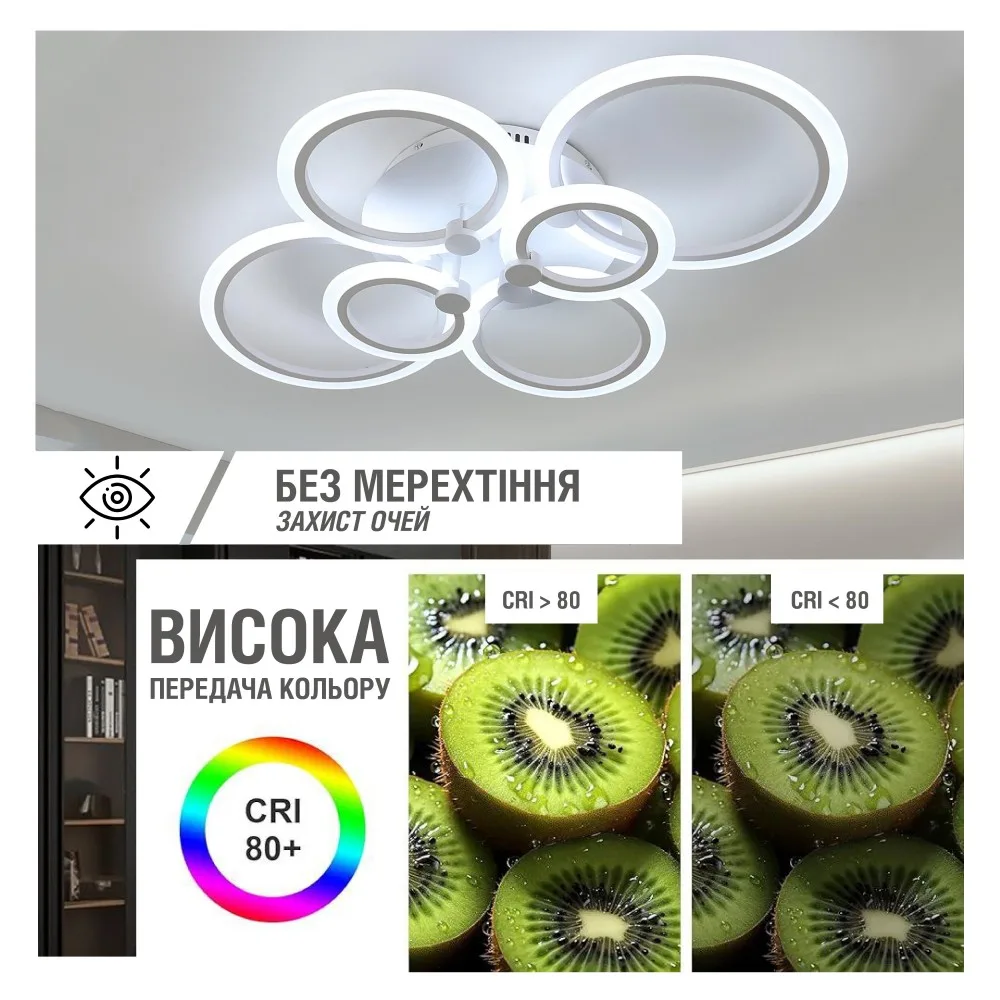 БЕЗ МЕРЕХТІННЯ
ЗАХИСТ ОЧЕЙ
ВИСОКА
ПЕРЕДАЧА КОЛЬОРУ
CRI
80+
CRI > 80
CRI < 80